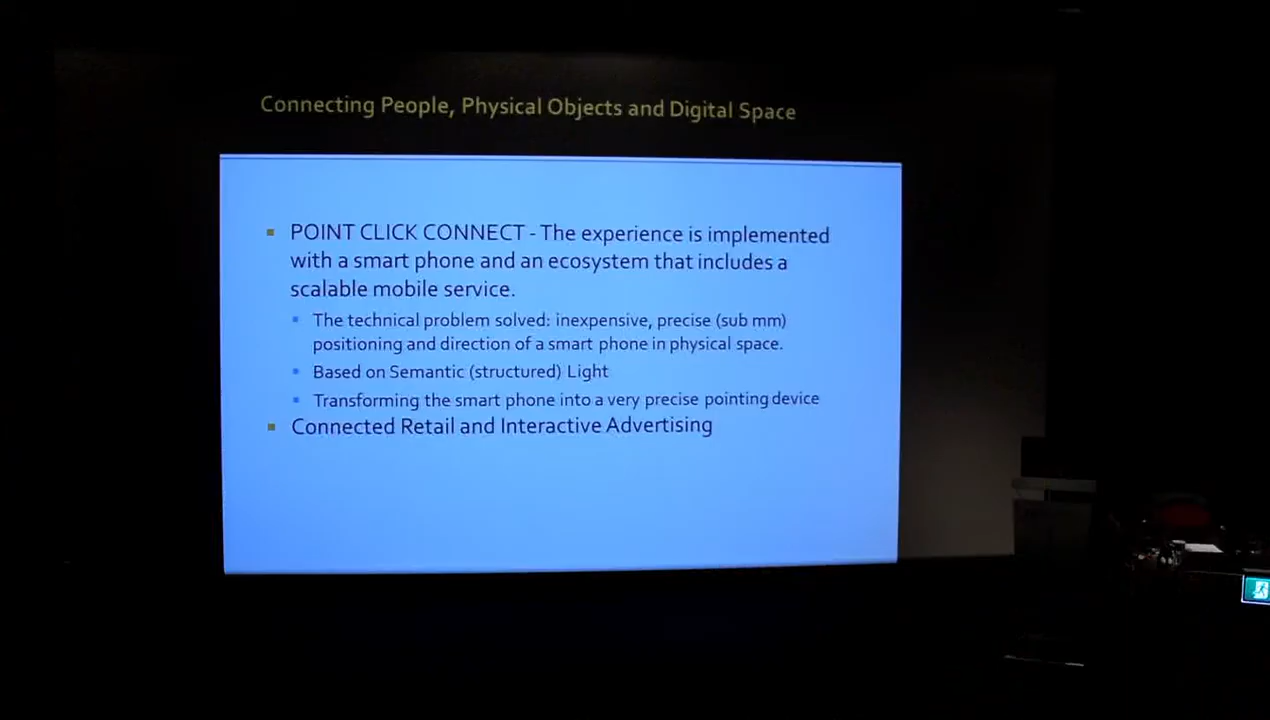 Connecting People, Physical Objects and Digital Space
POINT CLICK CONNECT - The experience is implemented
with a smart phone and an ecosystem that includes a
scalable mobile service.
The technical problem solved: inexpensive, precise (sub mm)
positioning and direction of a smart phone in physical space.
Based on Semantic (structured) Light
Transforming the smart phone into a very precise pointing device
Connected Retail and Interactive Advertising